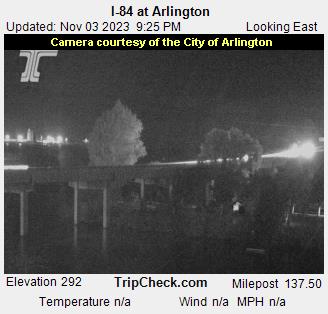 I-84 at Arlington
Updated: Nov 03 2023 9:25 PM Looking East
Camera courtesy of the City of Arlington
Elevation 292 TripCheck.com Milepost 137.50
Temperature n/a Wind n/a MPH n/a